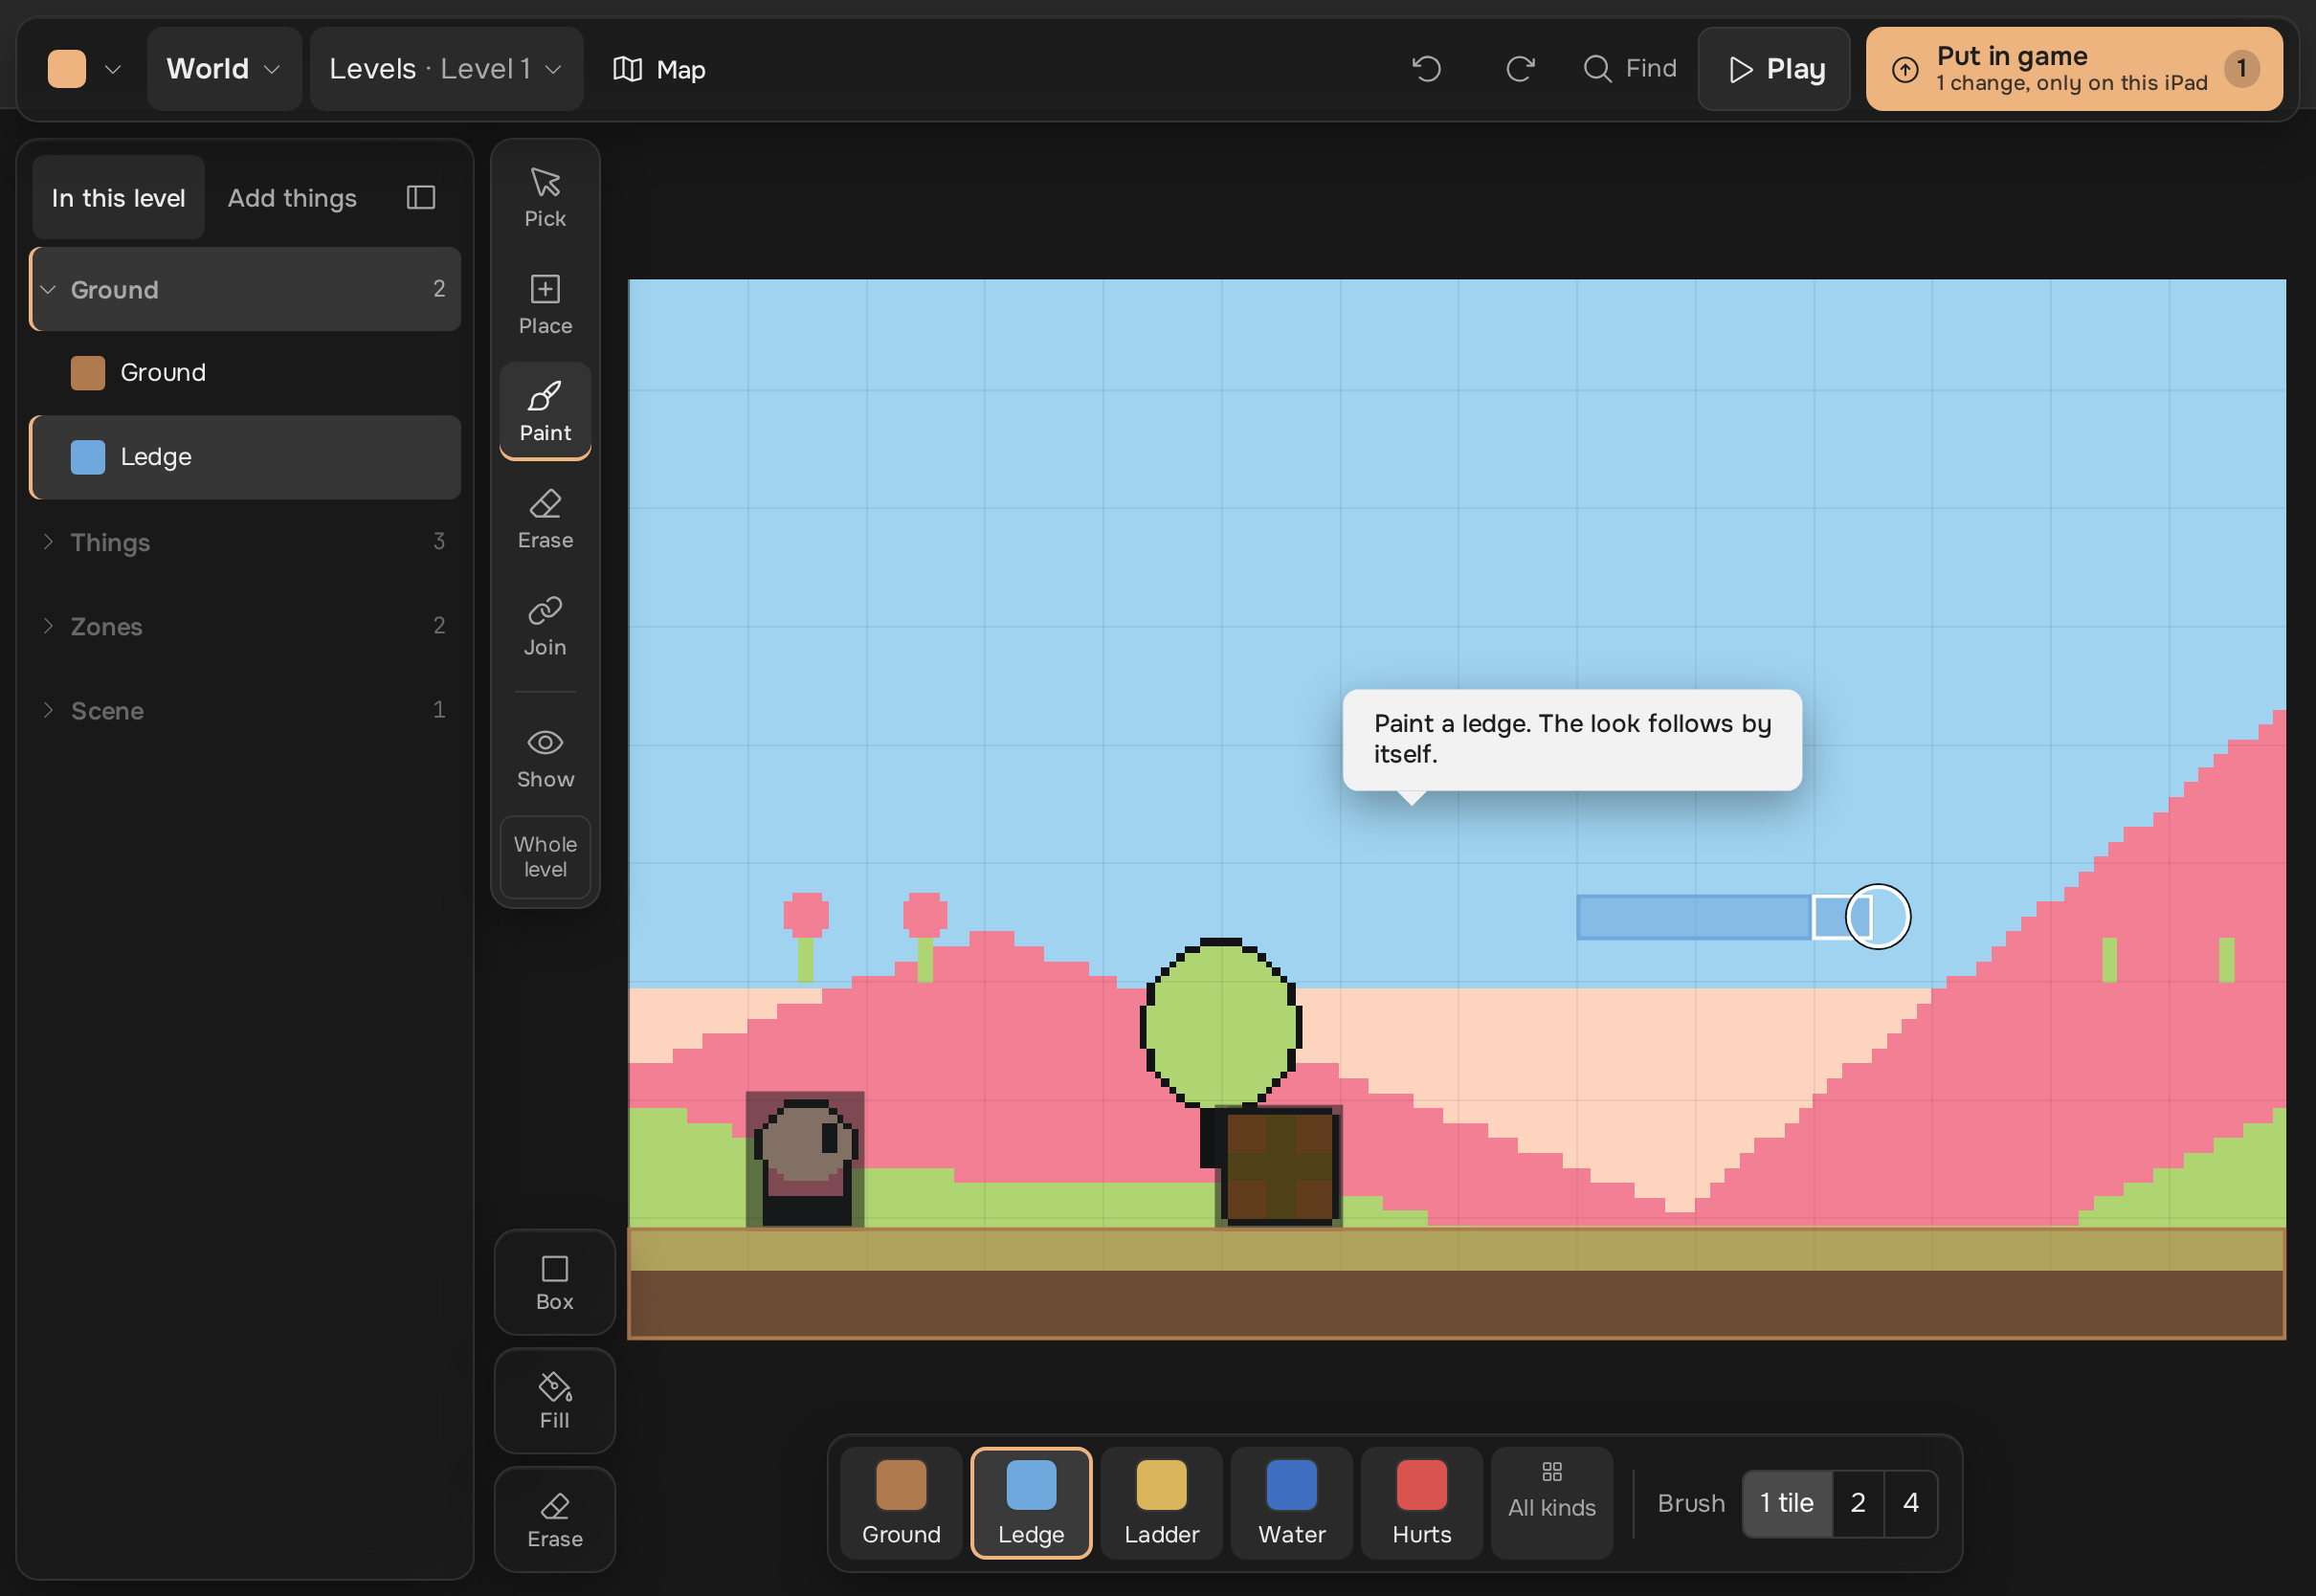 World
Levels · Level 1
Map
Find
Play
Put in game
1 change, only on this iPad
1
In this level
Add things
Ground
2
Ground
Ledge
Things
3
Zones
2
Scene
1
Pick
Place
Paint
Erase
Join
Show
Whole
level
Paint a ledge. The look follows by
itself.
Box
Fill
Erase
Ground
Ledge
Ladder
Water
Hurts
All kinds
Brush
1 tile
2
4